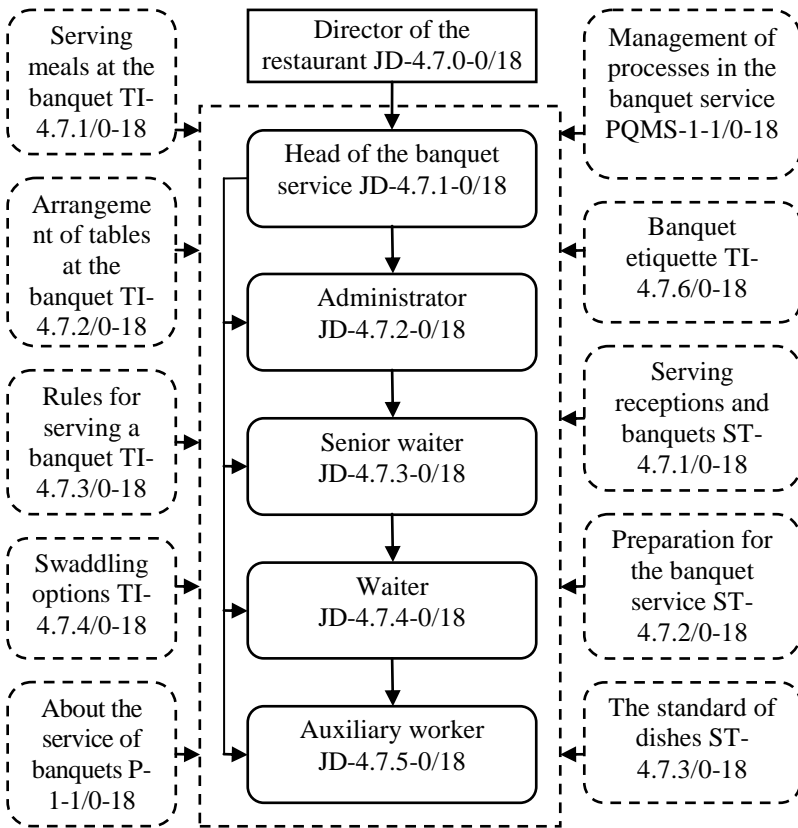 Serving
meals at the
banquet TI-
4.7.1/0-18
Director of the
restaurant JD-4.7.0-0/18
Management of
processes in the
banquet service
PQMS-1-1/0-18
Head of the banquet
service JD-4.7.1-0/18
Arrangeme
nt of tables
at the
banquet TI-
4.7.2/0-18
Banquet
etiquette TI-
4.7.6/0-18
Administrator
JD-4.7.2-0/18
Rules for
serving a
banquet TI-
4.7.3/0-18
Senior waiter
JD-4.7.3-0/18
Serving
receptions and
banquets ST-
4.7.1/0-18
Swaddling
options TI-
4.7.4/0-18
Waiter
JD-4.7.4-0/18
Preparation for
the banquet
service ST-
4.7.2/0-18
About the
service of
banquets P-
1-1/0-18
Auxiliary worker
JD-4.7.5-0/18
The standard of
dishes ST-
4.7.3/0-18